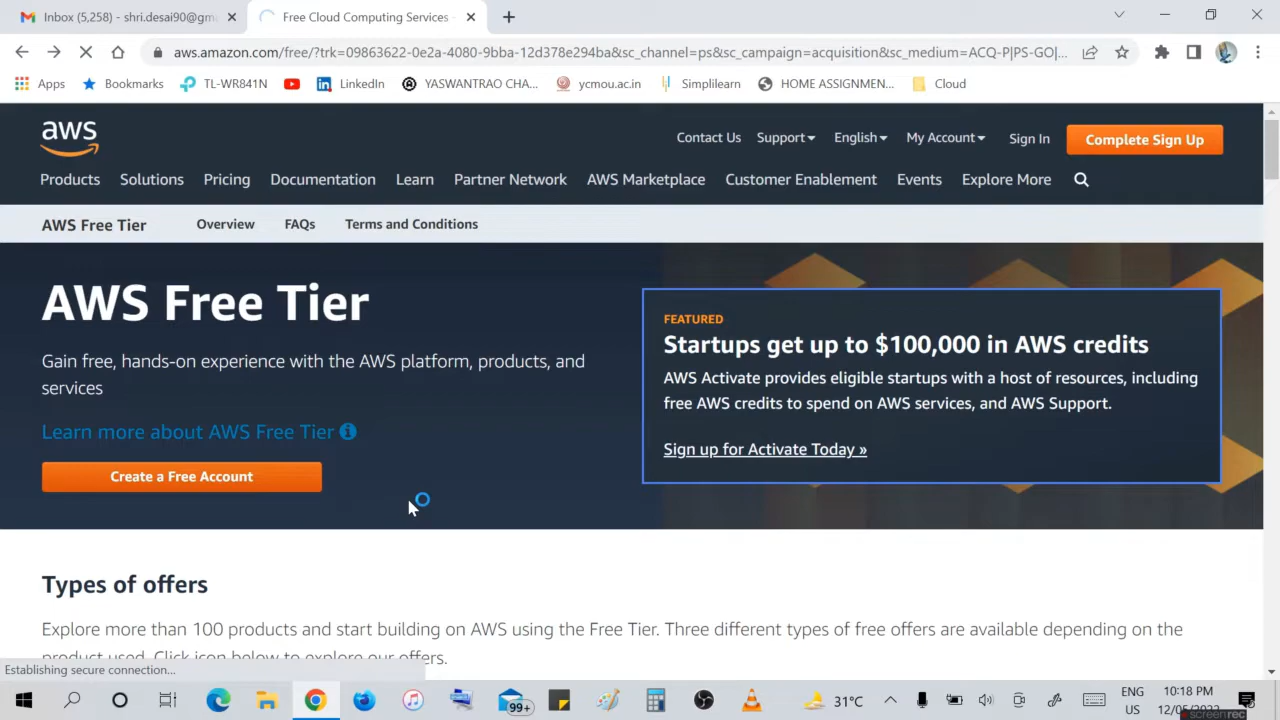 Inbox (5,258) - shri.desai90@gm
Free Cloud Computing Services -
aws.amazon.com/free/?trk=09863622-0e2a-4080-9bba-12d378e294ba&sc_channel=ps&sc_campaign=acquisition&sc_medium=ACQ-P|PS-GO|...
Apps
Bookmarks
TL-WR841N
LinkedIn
YASWANTRAO CHA...
ycmou.ac.in
Simplilearn
HOME ASSIGNMEN...
Cloud
aws
Contact Us
Support
English
My Account
Sign In
Complete Sign Up
Products
Solutions
Pricing
Documentation
Learn
Partner Network
AWS Marketplace
Customer Enablement
Events
Explore More
AWS Free Tier
Overview
FAQs
Terms and Conditions
AWS Free Tier
Gain free, hands-on experience with the AWS platform, products, and
services
Learn more about AWS Free Tier
Create a Free Account
FEATURED
Startups get up to $100,000 in AWS credits
AWS Activate provides eligible startups with a host of resources, including
free AWS credits to spend on AWS services, and AWS Support.
Sign up for Activate Today »
Types of offers
Explore more than 100 products and start building on AWS using the Free Tier. Three different types of free offers are available depending on the
product used. Click icon below to explore our offers.
Establishing secure connection...
99+
31°C
ENG
US
10:18 PM
12/05
screenrec